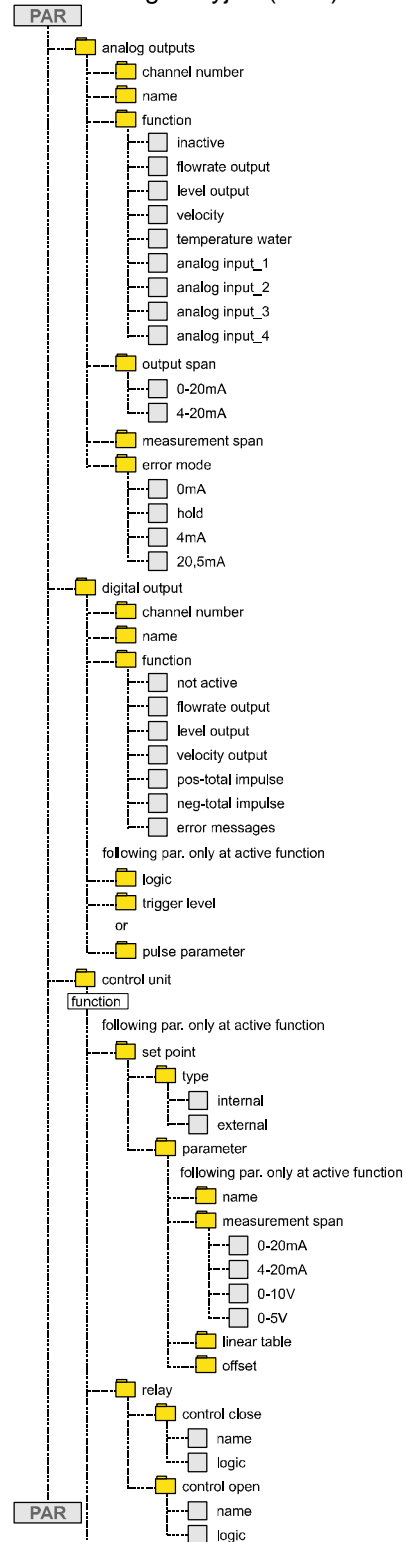 PAR
analog outputs
channel number
name
function
inactive
flowrate output
level output
velocity
temperature water
analog input_1
analog input_2
analog input_3
analog input_4
output span
0-20mA
4-20mA
measurement span
error mode
0mA
hold
4mA
20,5mA
digital output
channel number
name
function
not active
flowrate output
level output
velocity output
pos-total impulse
neg-total impulse
error messages
following par. only at active function
logic
trigger level
or
pulse parameter
control unit
function
following par. only at active function
set point
type
internal
external
parameter
following par. only at active function
name
measurement span
0-20mA
4-20mA
0-10V
0-5V
linear table
offset
relay
control close
name
logic
control open
PAR
name
logic